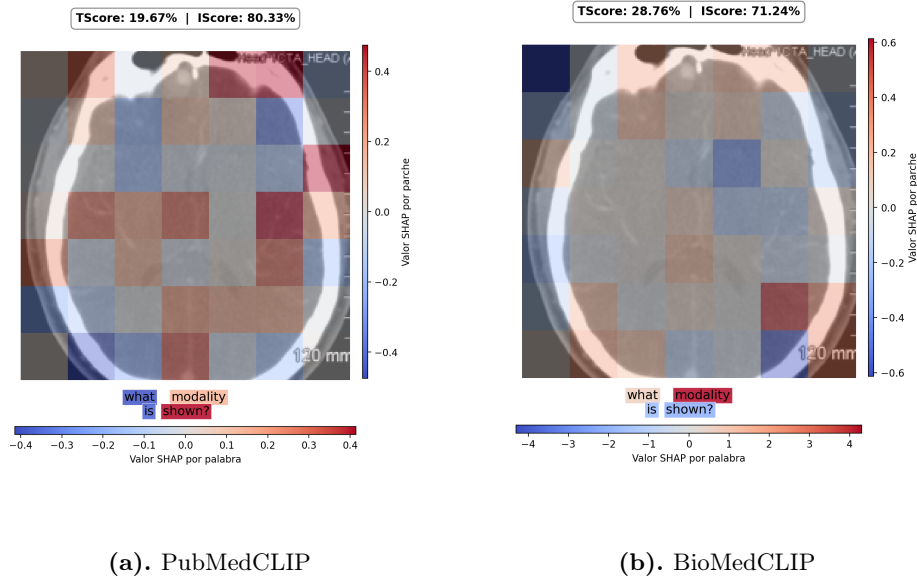 TScore: 19.67% | IScore: 80.33%
Head TCTA_HEAD (A
0.4
0.2
0.0
−0.2
−0.4
Valor SHAP por parche
120 mm
what modality
is shown?
−0.4 −0.3 −0.2 −0.1 0.0 0.1 0.2 0.3 0.4
Valor SHAP por palabra
(a). PubMedCLIP
TScore: 28.76% | IScore: 71.24%
TCTA_HEAD (A
0.6
0.4
0.2
0.0
−0.2
−0.4
−0.6
Valor SHAP por parche
120 mm
what modality
is shown?
−4 −3 −2 −1 0 1 2 3 4
Valor SHAP por palabra
(b). BioMedCLIP